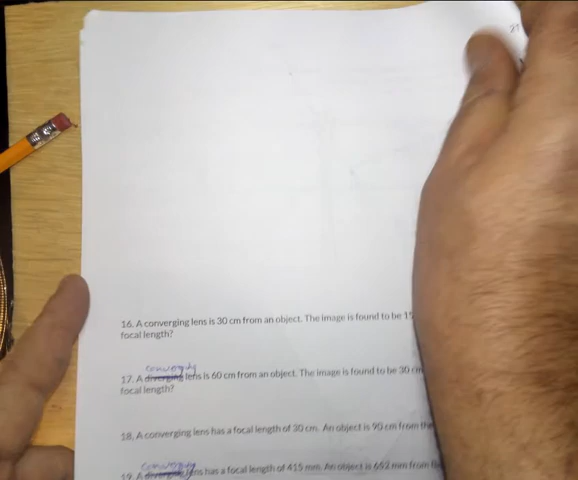 16. A converging lens is 30 cm from an object. The image is found to be
focal length?
converging
17. A diverging lens is 60 cm from an object. The image is found to be 30 cm
focal length?
18. A converging lens has a focal length of 30 cm. An object is 90 cm from the
converging
19. A diverging lens has a focal length of 415 mm. An object is 652 mm from